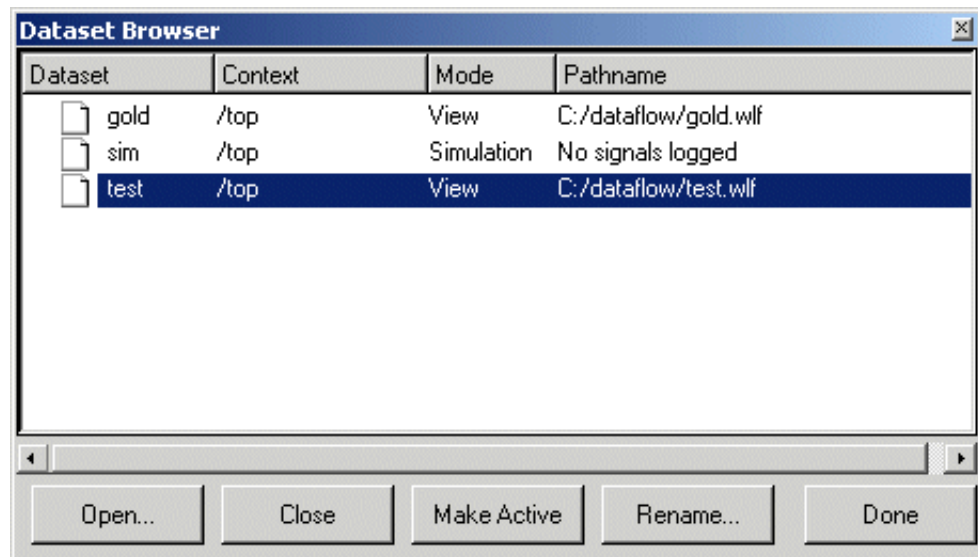 Dataset Browser
Dataset Context Mode Pathname
gold /top View C:/dataflow/gold.wlf
sim /top Simulation No signals logged
test /top View C:/dataflow/test.wlf
Open... Close Make Active Rename... Done